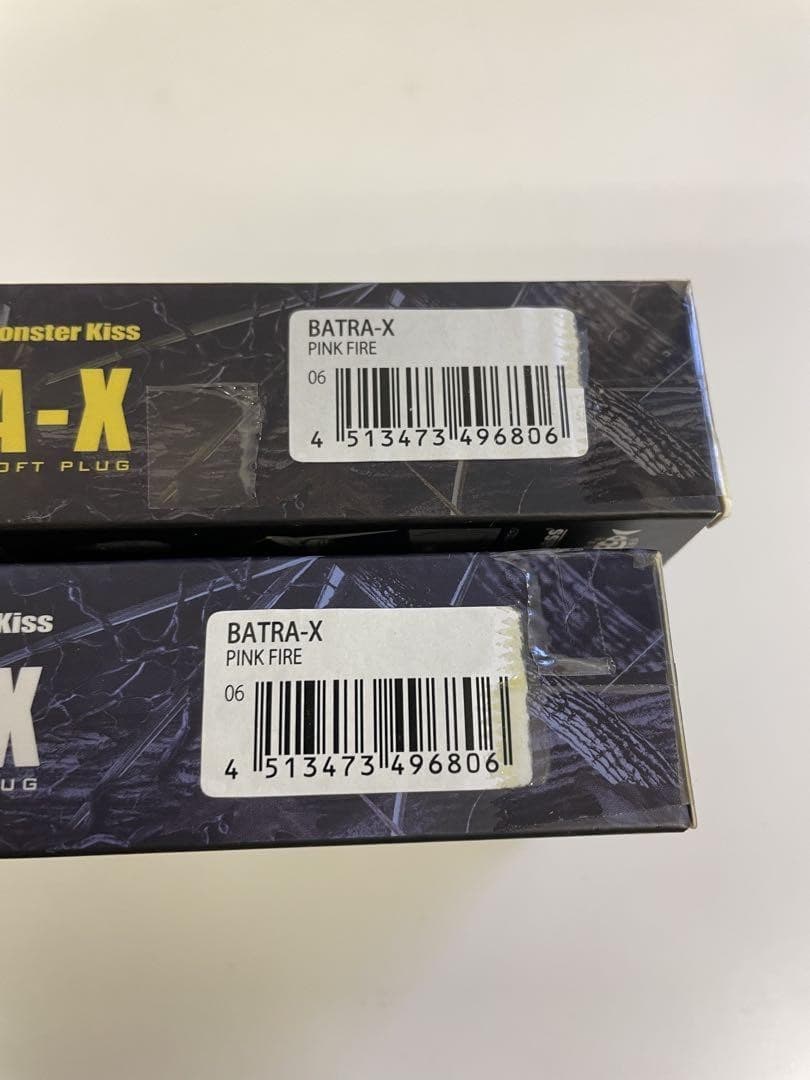 onster Kiss
A-X
OFT PLUG
BATRA-X
PINK FIRE
06
4 513473 496806
Kiss
X
UG
BATRA-X
PINK FIRE
06
4 513473 496806